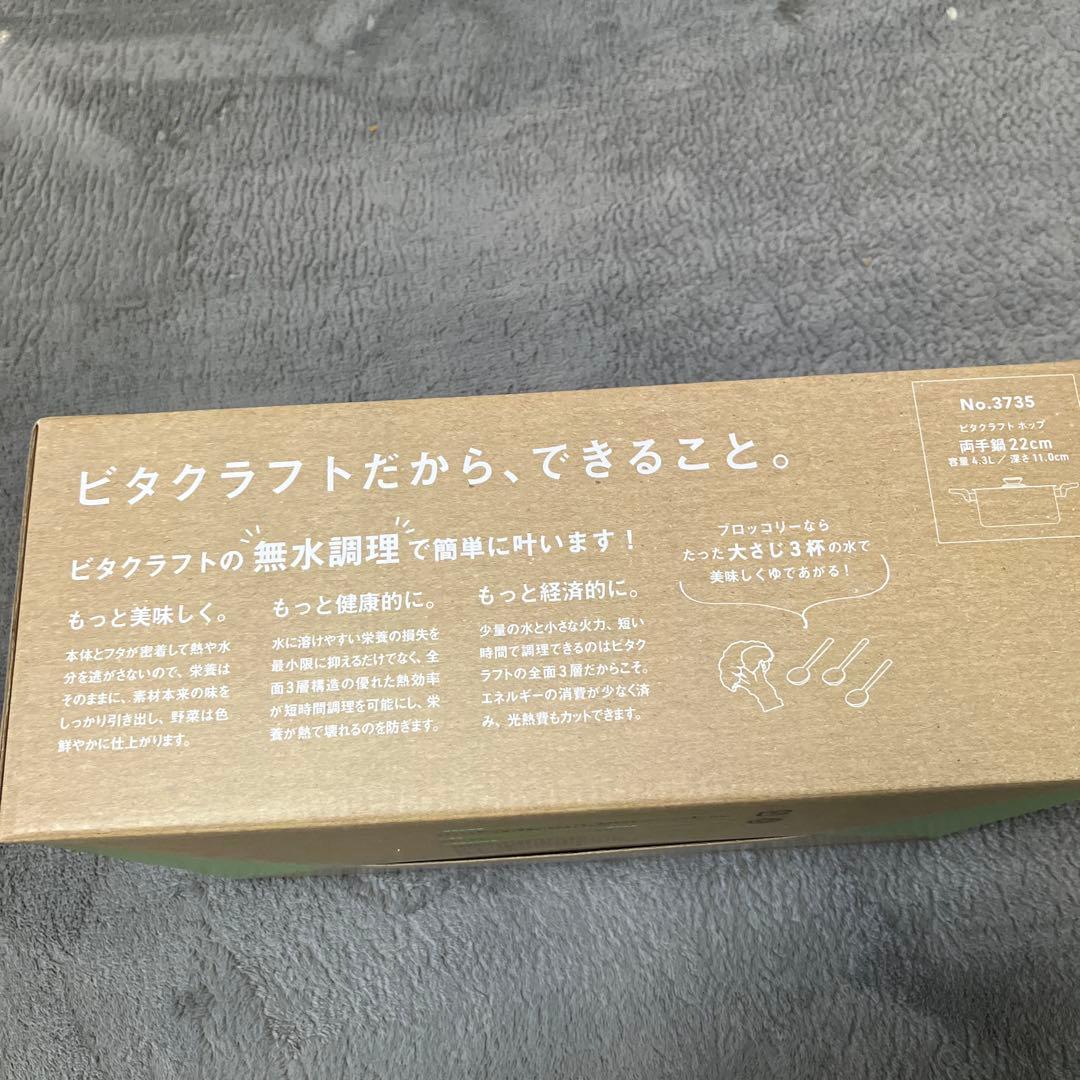 ビタクラフトだから、できること。
ビタクラフトの無水調理で簡単に叶います！
もっと美味しく。
本体とフタが密着して熱や水
分を逃がさないので、栄養は
そのままに、素材本来の味を
しっかり引き出し、野菜は色
鮮やかに仕上がります。
もっと健康的に。
水に溶けやすい栄養の損失を
最小限に抑えるだけでなく、全
面3層構造の優れた熱効率
が短時間調理を可能にし、栄
養が熱で壊れるのを防ぎます。
もっと経済的に。
少量の水と小さな火力、短い
時間で調理できるのはビタク
ラフトの全面3層だからこそ。
エネルギーの消費が少なく済
み、光熱費もカットできます。
ブロッコリーなら
たった大さじ3杯の水で
美味しくゆであがる！
No.3735
ビタクラフト ホップ
両手鍋 22cm
容量 4.3L／深さ 11.0cm